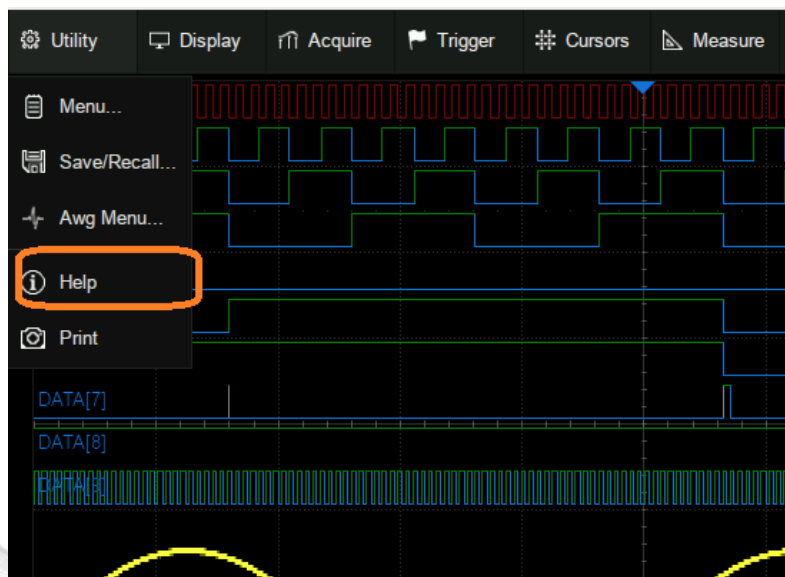 Utility Display Acquire Trigger Cursors Measure
Menu...
Save/Recall...
Awg Menu...
Help
Print
DATA[7]
DATA[8]